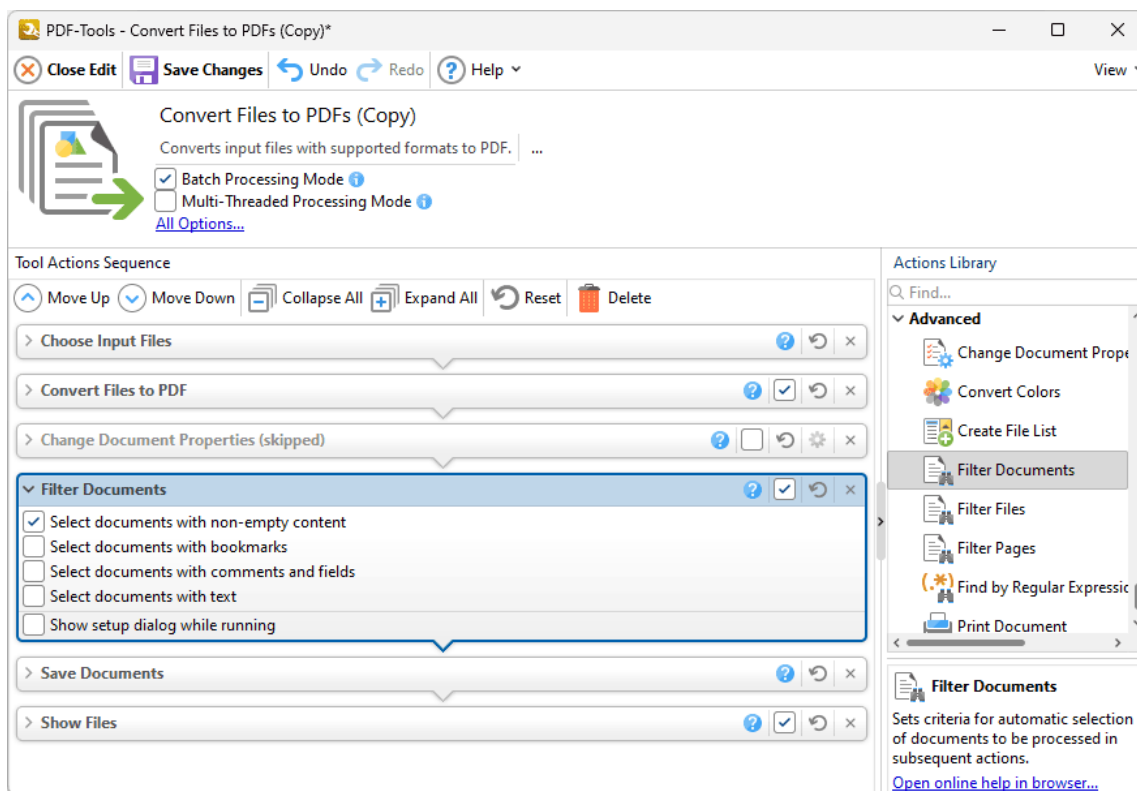 PDF-Tools - Convert Files to PDFs (Copy)*
Close Edit Save Changes Undo Redo Help View
Convert Files to PDFs (Copy)
Converts input files with supported formats to PDF. ...
Batch Processing Mode
Multi-Threaded Processing Mode
All Options...
Tool Actions Sequence
Move Up Move Down Collapse All Expand All Reset Delete
Choose Input Files
Convert Files to PDF
Change Document Properties (skipped)
Filter Documents
Select documents with non-empty content
Select documents with bookmarks
Select documents with comments and fields
Select documents with text
Show setup dialog while running
Save Documents
Show Files
Actions Library
Find...
Advanced
Change Document Prope
Convert Colors
Create File List
Filter Documents
Filter Files
Filter Pages
Find by Regular Expressic
Print Document
Filter Documents
Sets criteria for automatic selection
of documents to be processed in
subsequent actions.
Open online help in browser...